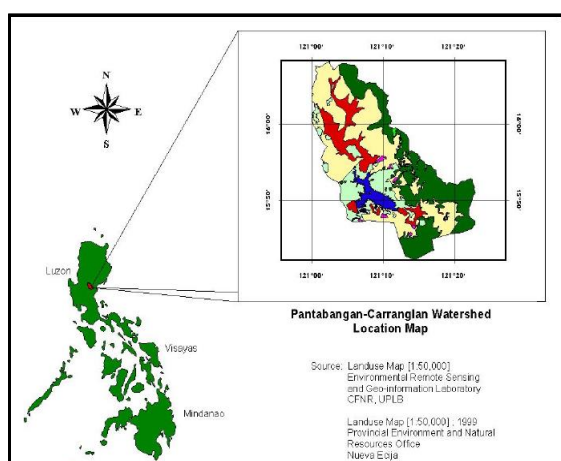 N
W E
S
121°00' 121°10' 121°20'
16°00' 16°00'
15°50' 15°50'
121°00' 121°10' 121°20'
Luzon
Visayas
Mindanao
Pantabangan-Carranglan Watershed
Location Map
Source: Landuse Map [1:50,000]
Environmental Remote Sensing
and Geo-information Laboratory
CFNR, UPLB
Landuse Map [1:50,000], 1999
Provincial Environment and Natural
Resources Office
Nueva Ecija